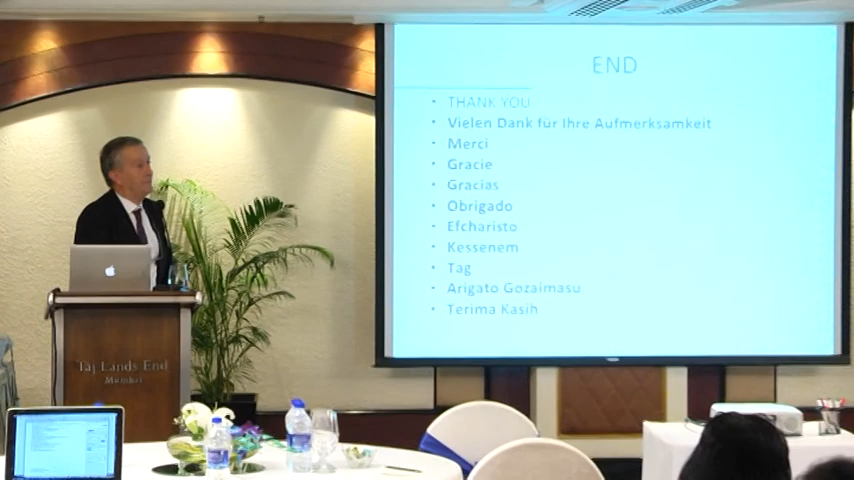 END
THANK YOU
Vielen Dank für Ihre Aufmerksamkeit
Merci
Gracie
Gracias
Obrigado
Efcharisto
Kessenem
Tag
Arigato Gozaimasu
Terima Kasih
Taj Lands End
Mumbai